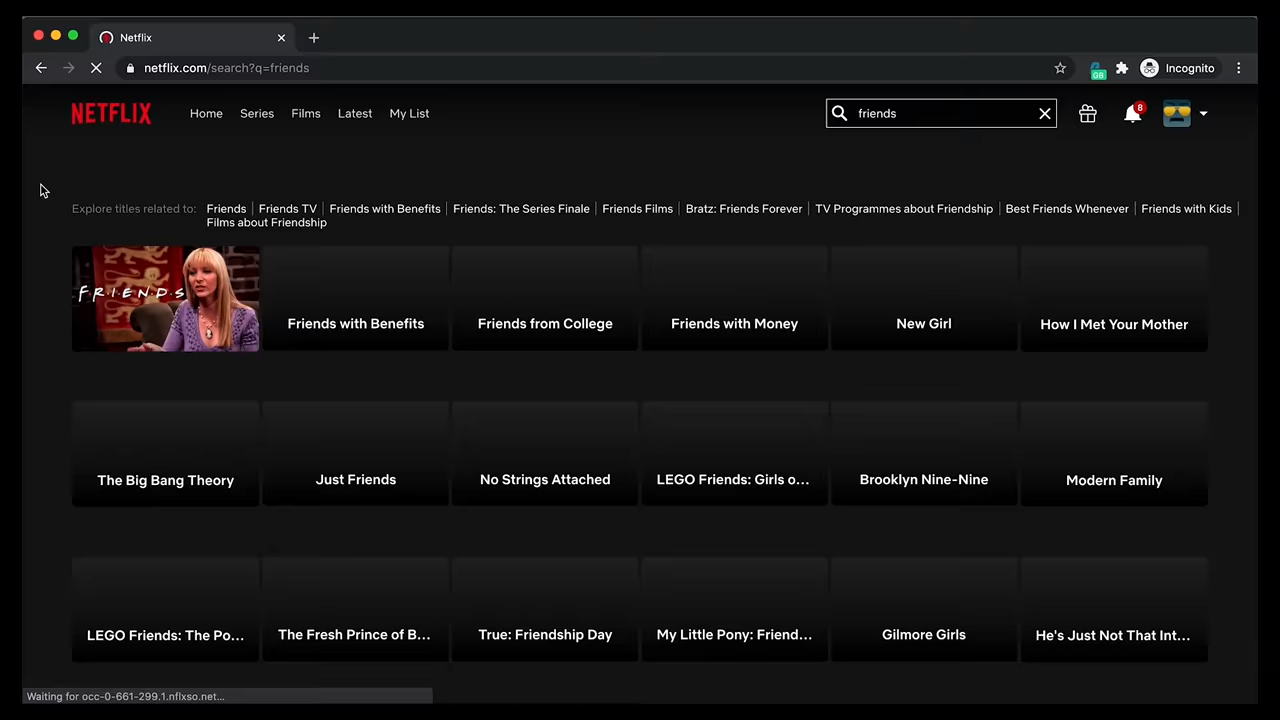 Netflix
netflix.com/search?q=friends
GB
Incognito
NETFLIX
Home
Series
Films
Latest
My List
friends
8
Explore titles related to:
Friends
Friends TV
Friends with Benefits
Friends: The Series Finale
Friends Films
Bratz: Friends Forever
TV Programmes about Friendship
Best Friends Whenever
Friends with Kids
Films about Friendship
F·R·I·E·N·D·S
Friends with Benefits
Friends from College
Friends with Money
New Girl
How I Met Your Mother
The Big Bang Theory
Just Friends
No Strings Attached
LEGO Friends: Girls o...
Brooklyn Nine-Nine
Modern Family
LEGO Friends: The Po...
The Fresh Prince of B...
True: Friendship Day
My Little Pony: Friend...
Gilmore Girls
He's Just Not That Int...
Waiting for occ-0-661-299.1.nflxso.net...